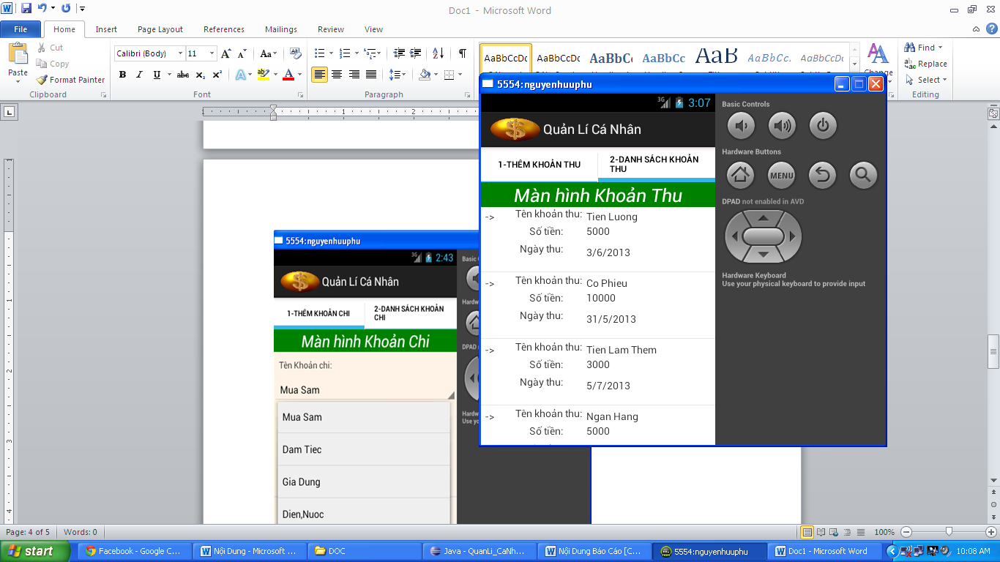 Doc1 - Microsoft Word
File Home Insert Page Layout References Mailings Review View
Paste
Cut
Copy
Format Painter
Clipboard
Calibri (Body) 11
Font
Paragraph
AaBbCcDc AaBbCcDc AaBbC AaBbCc AaB AaBbCc. AaBbCcDc
Change
Find
Replace
Select
Editing
Tên Khoản chi:
Mua Sam
Mua Sam
Dam Tiec
Gia Dung
Dien,Nuoc
5554:nguyenhuuphu
3G 2:43
Quản Lí Cá Nhân
1-THÊM KHOẢN CHI
2-DANH SÁCH KHOẢN
CHI
Màn hình Khoản Chi
5554:nguyenhuuphu
3G 3:07
Quản Lí Cá Nhân
1-THÊM KHOẢN THU
2-DANH SÁCH KHOẢN
THU
Màn hình Khoản Thu
-> Tên khoản thu: Tien Luong
Số tiền: 5000
Ngày thu: 3/6/2013
-> Tên khoản thu: Co Phieu
Số tiền: 10000
Ngày thu: 31/5/2013
-> Tên khoản thu: Tien Lam Them
Số tiền: 3000
Ngày thu: 5/7/2013
-> Tên khoản thu: Ngan Hang
Số tiền: 5000
Basic Controls
Hardware Buttons
MENU
DPAD not enabled in AVD
Hardware Keyboard
Use your physical keyboard to provide input
Page: 4 of 5 Words: 0 100%
start Facebook - Google C... Nội Dung - Microsoft ... DOC Java - QuanLi_CaNh... Nội Dung Báo Cáo [C... 5554:nguyenhuuphu Doc1 - Microsoft Word 10:08 AM